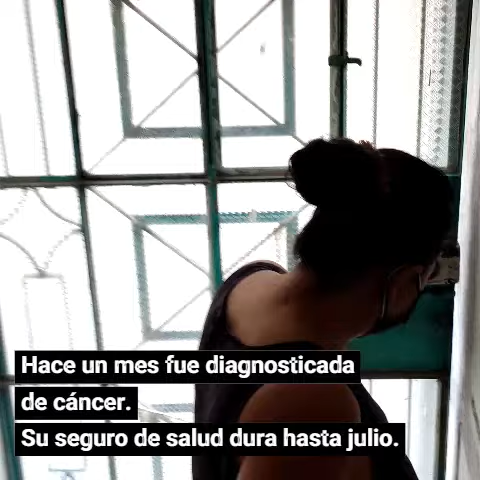 Hace un mes fue diagnosticada
de cáncer.
Su seguro de salud dura hasta julio.